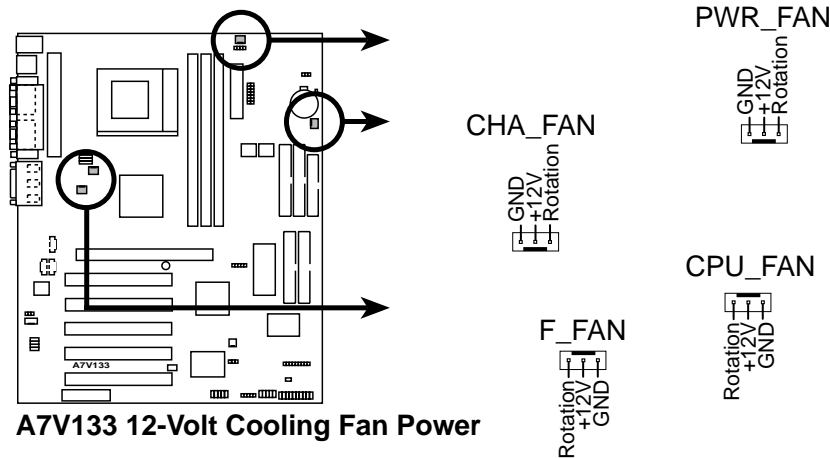 PWR_FAN
GND
+12V
Rotation
CHA_FAN
GND
+12V
Rotation
CPU_FAN
Rotation
+12V
GND
F_FAN
Rotation
+12V
GND
A7V133
A7V133 12-Volt Cooling Fan Power